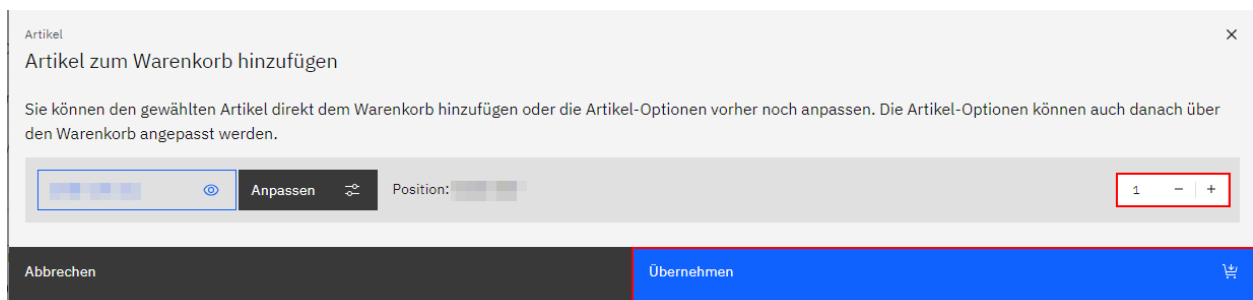 Artikel
Artikel zum Warenkorb hinzufügen
Sie können den gewählten Artikel direkt dem Warenkorb hinzufügen oder die Artikel-Optionen vorher noch anpassen. Die Artikel-Optionen können auch danach über
den Warenkorb angepasst werden.
Anpassen Position: 1 - +
Abbrechen Übernehmen